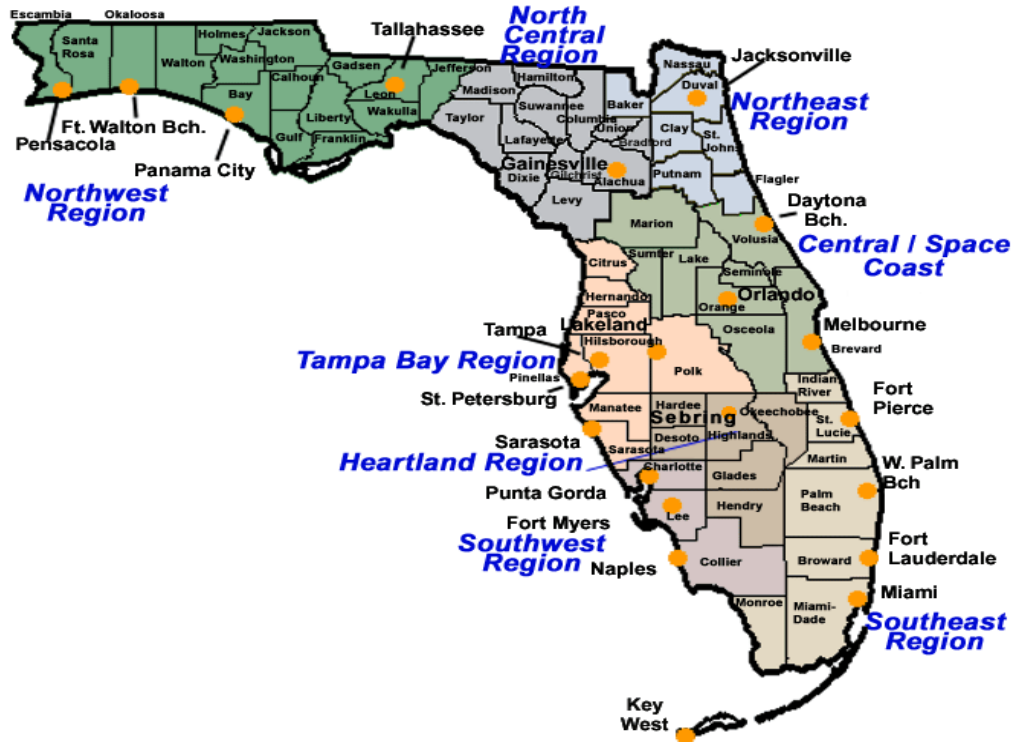 Escambia
Okaloosa
Santa
Rosa
Walton
Holmes
Jackson
Washington
Bay
Calhoun
Gulf
Liberty
Franklin
Gadsen
Leon
Wakulla
Jefferson
Tallahassee
Pensacola
Ft. Walton Bch.
Panama City
Northwest
Region
North
Central
Region
Madison
Hamilton
Taylor
Suwannee
Columbia
Lafayette
Union
Bradford
Gainesville
Gilchrist
Dixie
Alachua
Levy
Nassau
Duval
Baker
Clay
St.
Johns
Putnam
Flagler
Jacksonville
Northeast
Region
Daytona
Bch.
Volusia
Central / Space
Coast
Marion
Sumter
Lake
Seminole
Orange
Orlando
Osceola
Melbourne
Brevard
Citrus
Hernando
Pasco
Lakeland
Tampa
Hilsborough
Polk
Tampa Bay Region
Pinellas
St. Petersburg
Manatee
Sarasota
Sarasota
Hardee
Sebring
Okeechobee
Desoto
Highlands
Heartland Region
Charlotte
Glades
Hendry
Punta Gorda
Fort Myers
Lee
Southwest
Region
Naples
Collier
Indian
River
Fort
Pierce
St.
Lucie
Martin
W. Palm
Bch
Palm
Beach
Fort
Lauderdale
Broward
Miami
Monroe
Miami-
Dade
Southeast
Region
Key
West